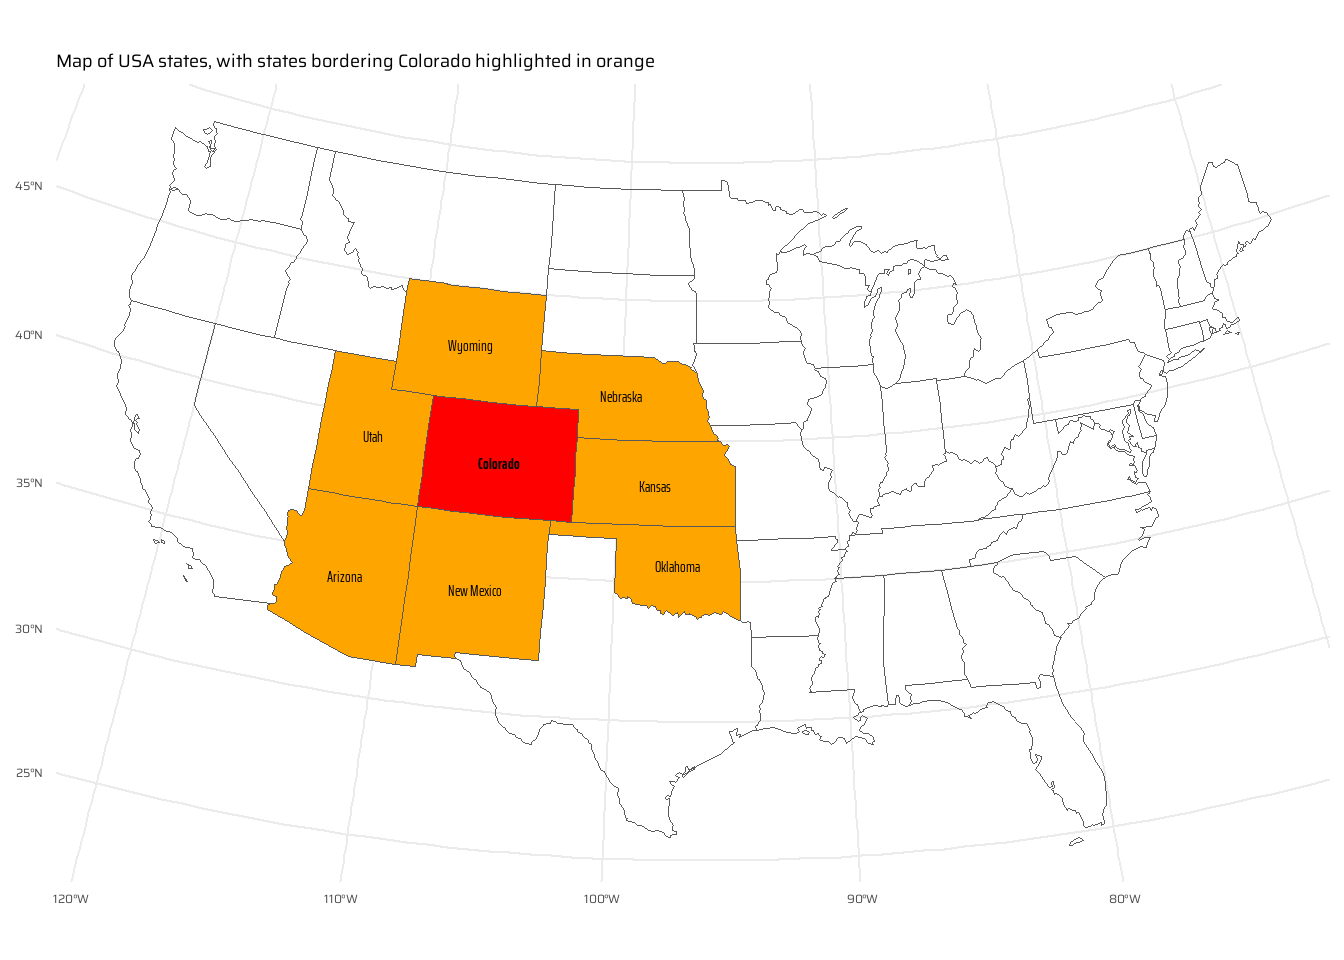 Map of USA states, with states bordering Colorado highlighted in orange
45°N
40°N
35°N
30°N
25°N
Wyoming
Nebraska
Utah
Colorado
Kansas
Oklahoma
Arizona
New Mexico
120°W
110°W
100°W
90°W
80°W